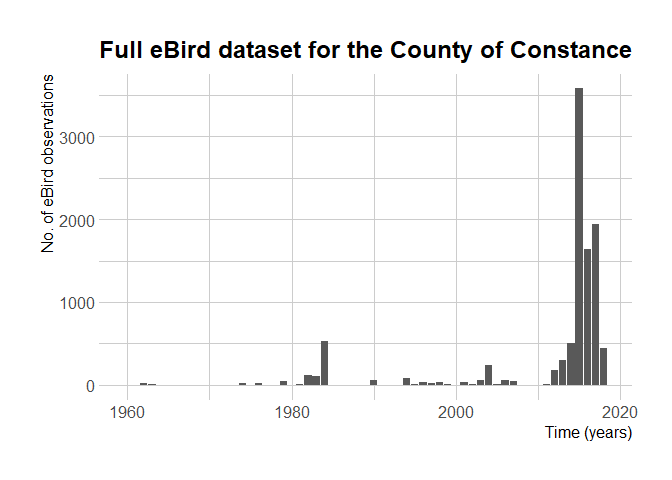 Full eBird dataset for the County of Constance
No. of eBird observations
3000
2000
1000
0
1960
1980
2000
2020
Time (years)